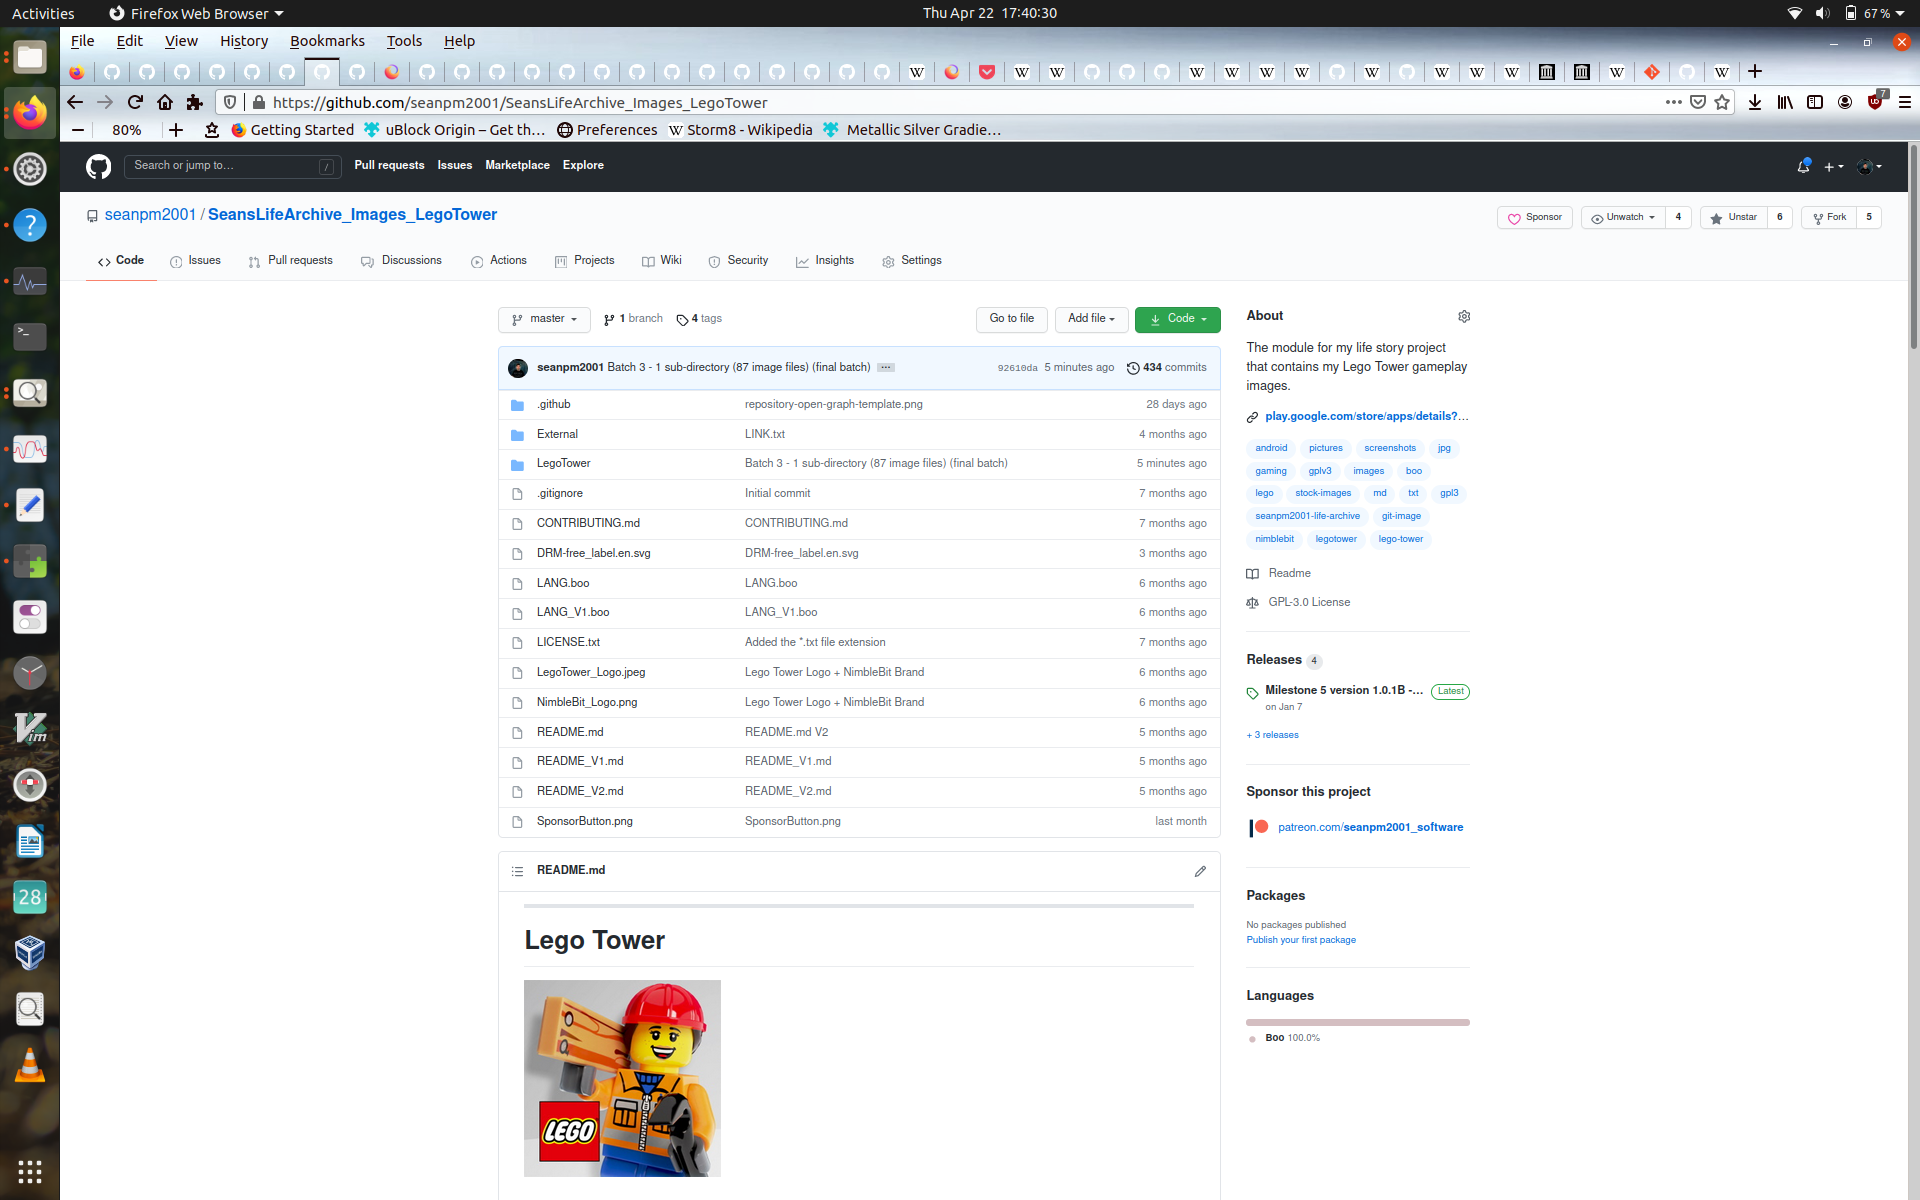 Activities Firefox Web Browser Thu Apr 22 17:40:30 67 %
File Edit View History Bookmarks Tools Help
https://github.com/seanpm2001/SeansLifeArchive_Images_LegoTower 7
80% Getting Started uBlock Origin – Get th… Preferences Storm8 - Wikipedia Metallic Silver Gradie…
Search or jump to… / Pull requests Issues Marketplace Explore
seanpm2001 / SeansLifeArchive_Images_LegoTower Sponsor Unwatch 4 Unstar 6 Fork 5
Code Issues Pull requests Discussions Actions Projects Wiki Security Insights Settings
master 1 branch 4 tags Go to file Add file Code
seanpm2001 Batch 3 - 1 sub-directory (87 image files) (final batch) ... 92610da 5 minutes ago 434 commits
.github repository-open-graph-template.png 28 days ago
External LINK.txt 4 months ago
LegoTower Batch 3 - 1 sub-directory (87 image files) (final batch) 5 minutes ago
.gitignore Initial commit 7 months ago
CONTRIBUTING.md CONTRIBUTING.md 7 months ago
DRM-free_label.en.svg DRM-free_label.en.svg 3 months ago
LANG.boo LANG.boo 6 months ago
LANG_V1.boo LANG_V1.boo 6 months ago
LICENSE.txt Added the *.txt file extension 7 months ago
LegoTower_Logo.jpeg Lego Tower Logo + NimbleBit Brand 6 months ago
NimbleBit_Logo.png Lego Tower Logo + NimbleBit Brand 6 months ago
README.md README.md V2 5 months ago
README_V1.md README_V1.md 5 months ago
README_V2.md README_V2.md 5 months ago
SponsorButton.png SponsorButton.png last month
README.md
Lego Tower
LEGO
About
The module for my life story project
that contains my Lego Tower gameplay
images.
play.google.com/store/apps/details?…
android pictures screenshots jpg
gaming gplv3 images boo
lego stock-images md txt gpl3
seanpm2001-life-archive git-image
nimblebit legotower lego-tower
Readme
GPL-3.0 License
Releases 4
Milestone 5 version 1.0.1B -… Latest
on Jan 7
+ 3 releases
Sponsor this project
patreon.com/seanpm2001_software
Packages
No packages published
Publish your first package
Languages
Boo 100.0%
28